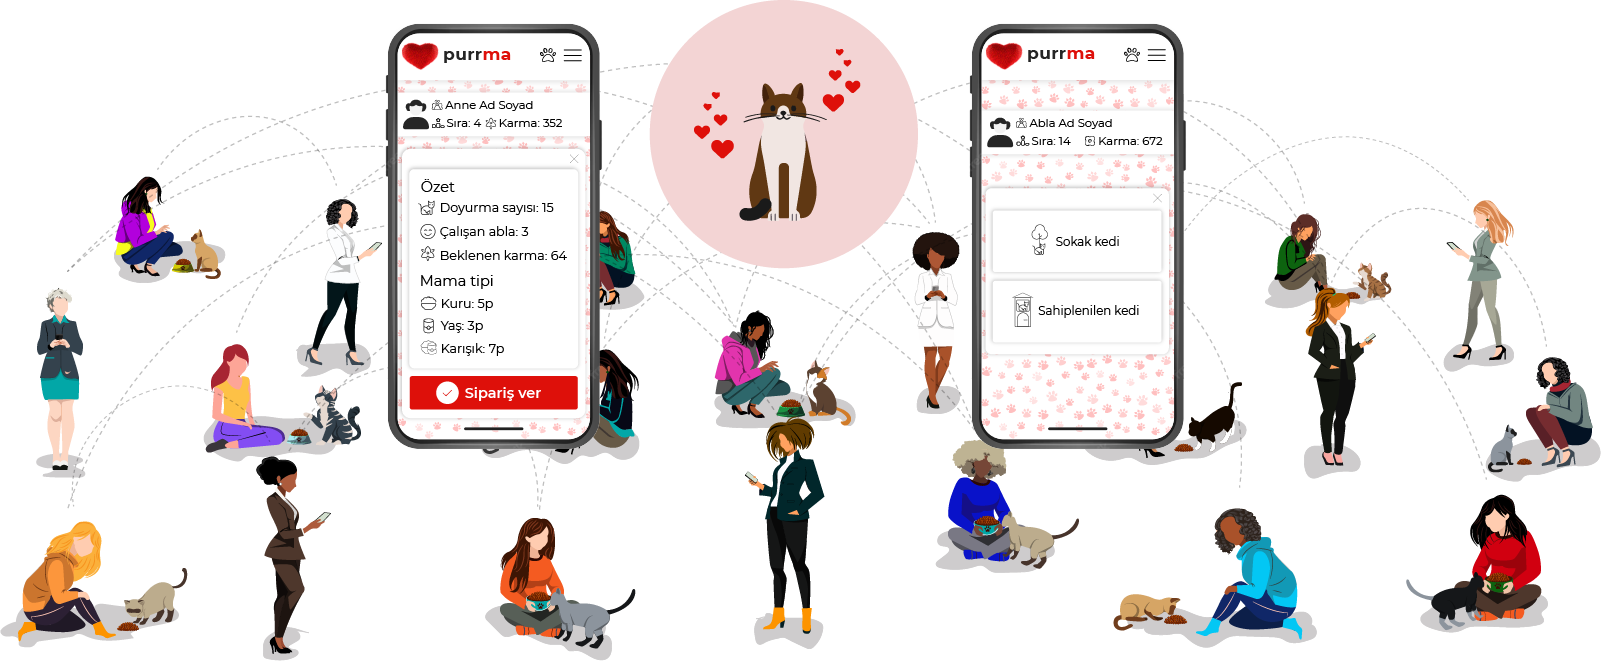 purrma
Anne Ad Soyad
Sıra: 4 Karma: 352
Özet
Doyurma sayısı: 15
Çalışan abla: 3
Beklenen karma: 64
Mama tipi
Kuru: 5p
Yaş: 3p
Karışık: 7p
Sipariş ver
purrma
Abla Ad Soyad
Sıra: 14 Karma: 672
Sokak kedi
Sahiplenilen kedi